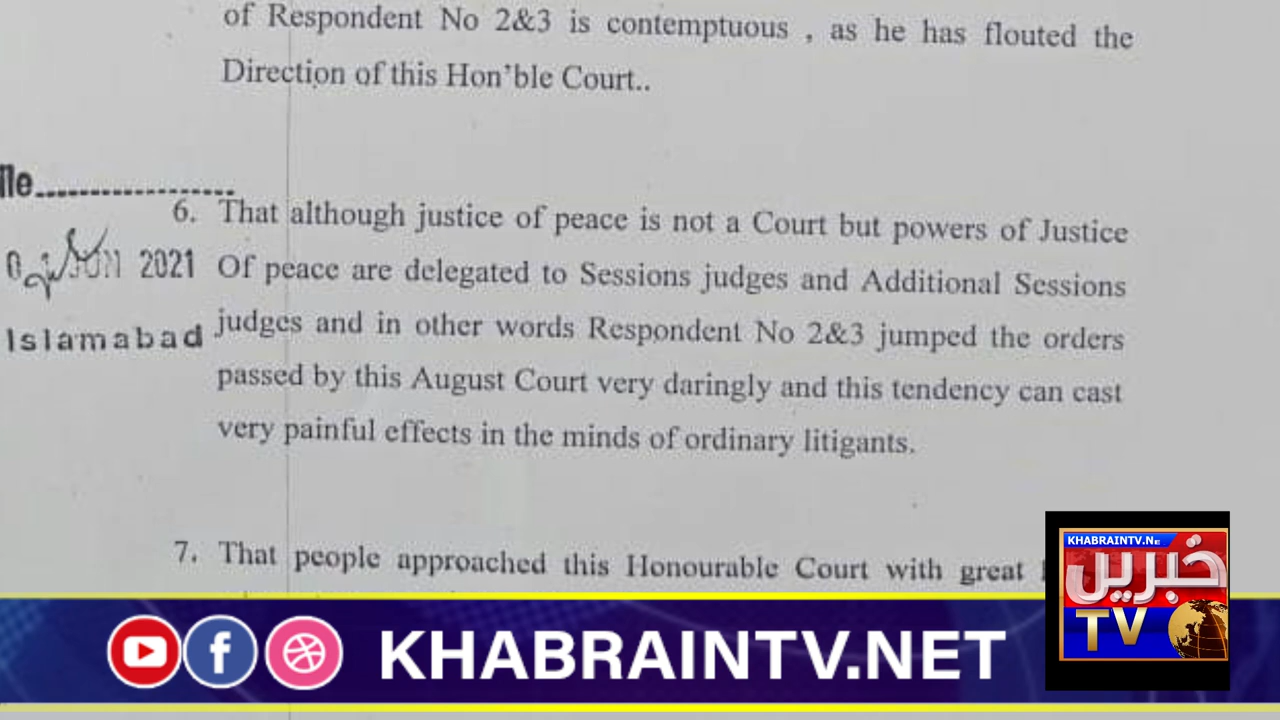 of Respondent No 2&3 is contemptuous , as he has flouted the
Direction of this Hon'ble Court..
ile..................
6. That although justice of peace is not a Court but powers of Justice
JUN 2021 Of peace are delegated to Sessions judges and Additional Sessions
Islamabad judges and in other words Respondent No 2&3 jumped the orders
passed by this August Court very daringly and this tendency can cast
very painful effects in the minds of ordinary litigants.
7. That people approached this Honourable Court with great
KHABRAINTV.NET
KHABRAINTV.NE
خبریں
TV